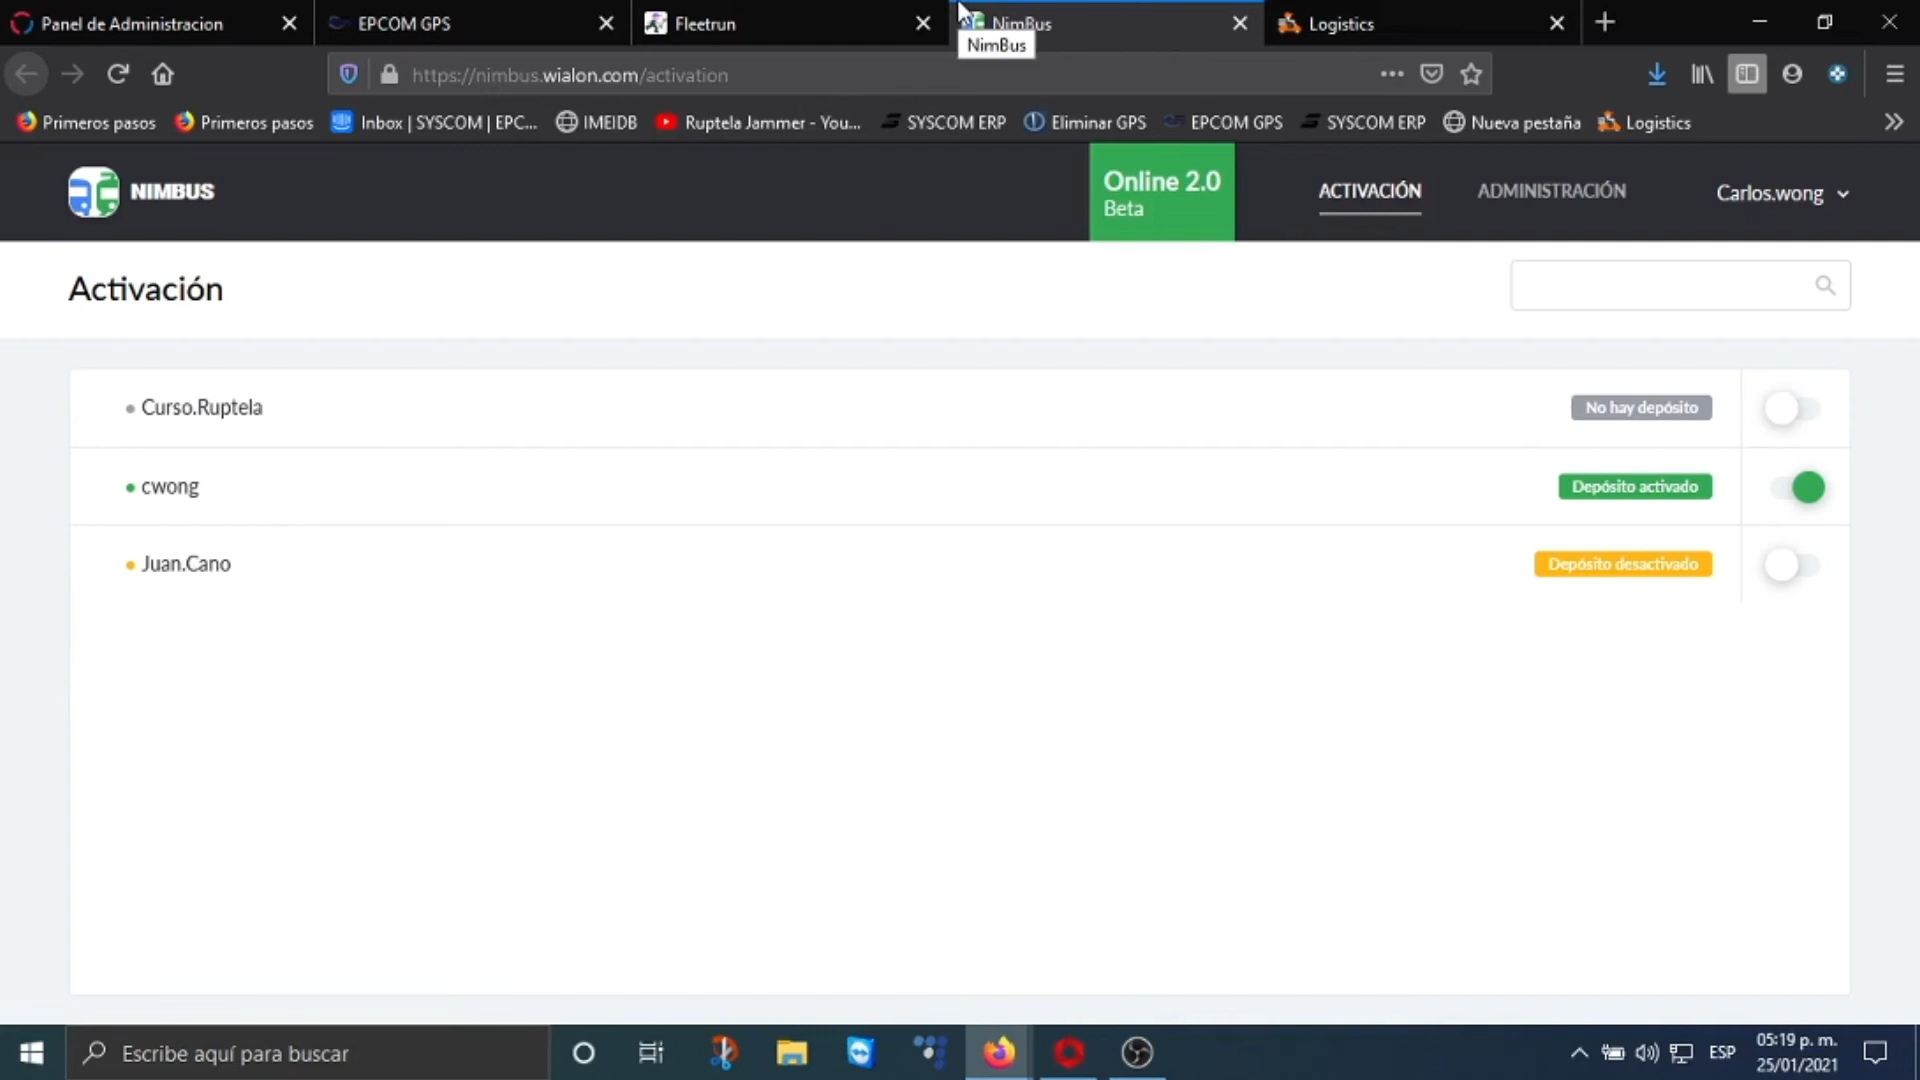 Panel de Administracion
EPCOM GPS
Fleetrun
NimBus
Logistics
NimBus
https://nimbus.wialon.com/activation
Primeros pasos
Primeros pasos
Inbox | SYSCOM | EPC...
IMEIDB
Ruptela Jammer - You...
SYSCOM ERP
Eliminar GPS
EPCOM GPS
SYSCOM ERP
Nueva pestaña
Logistics
NIMBUS
Online 2.0
Beta
ACTIVACIÓN
ADMINISTRACIÓN
Carlos.wong
Activación
Curso.Ruptela
No hay depósito
cwong
Depósito activado
Juan.Cano
Depósito desactivado
Escribe aquí para buscar
ESP
05:19 p. m.
25/01/2021